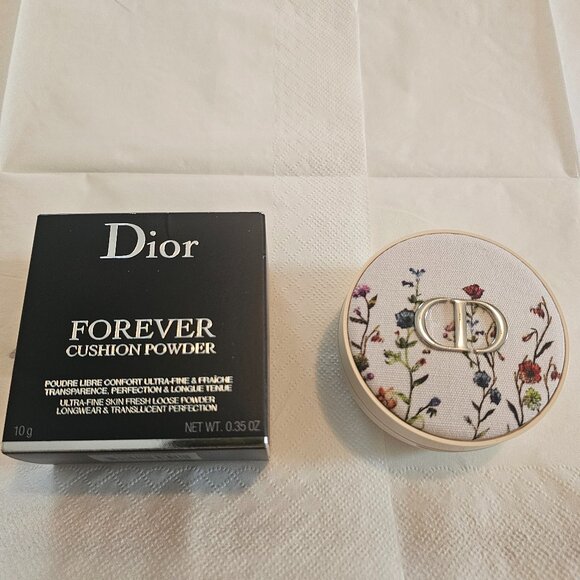 Dior
FOREVER
CUSHION POWDER
POUDRE LIBRE CONFORT ULTRA-FINE & FRAÎCHE
TRANSPARENCE, PERFECTION & LONGUE TENUE
ULTRA-FINE SKIN FRESH LOOSE POWDER
LONGWEAR & TRANSLUCENT PERFECTION
10 g NET WT. 0.35 OZ
CD